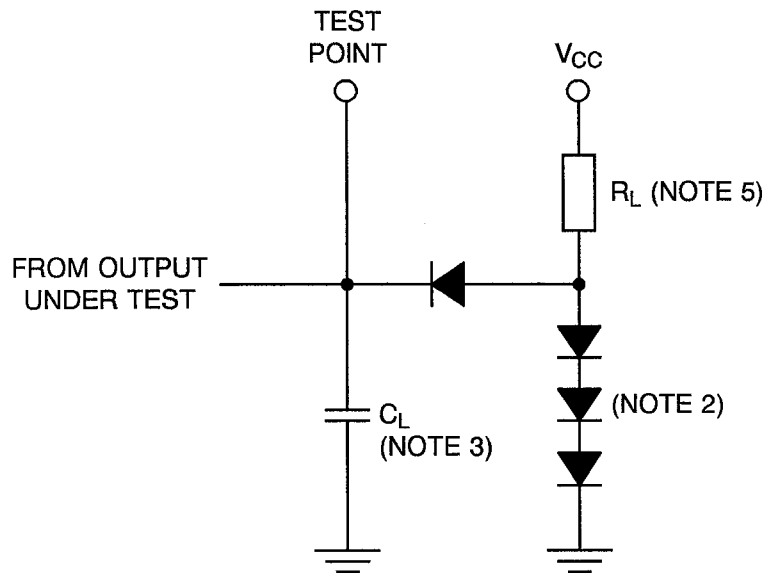 TEST
POINT
VCC
RL (NOTE 5)
FROM OUTPUT
UNDER TEST
CL
(NOTE 3)
(NOTE 2)